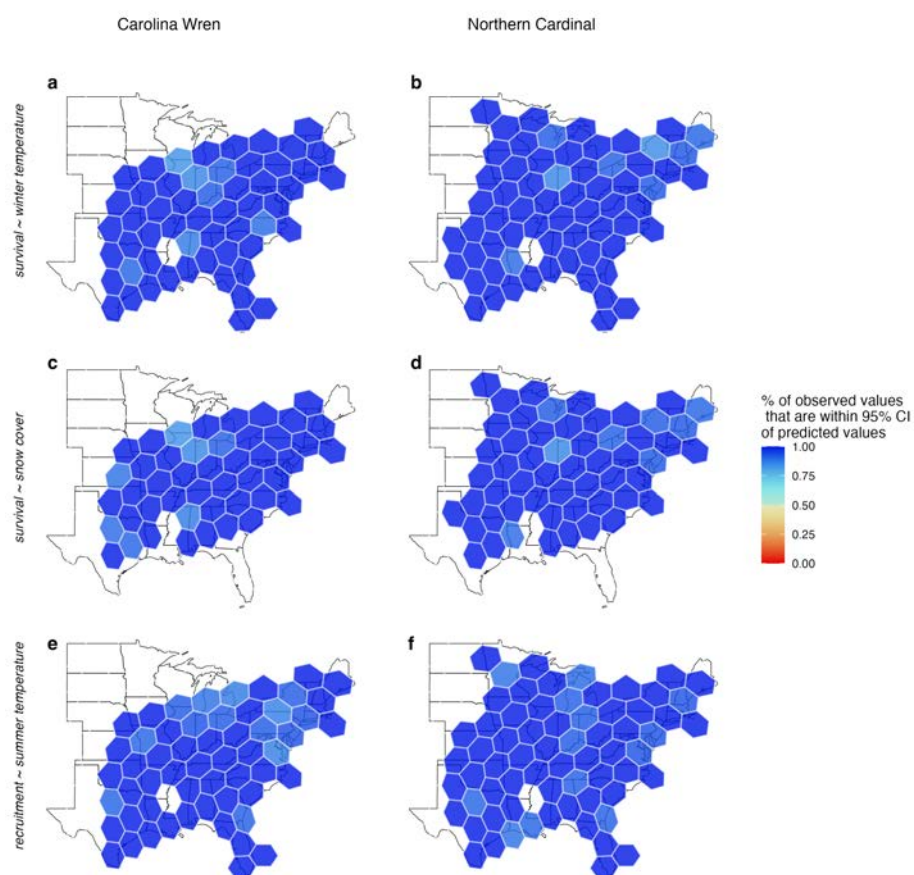 Carolina Wren
Northern Cardinal
a
b
survival ~ winter temperature
c
d
survival ~ snow cover
% of observed values
that are within 95% CI
of predicted values
1.00
0.75
0.50
0.25
0.00
e
f
recruitment ~ summer temperature